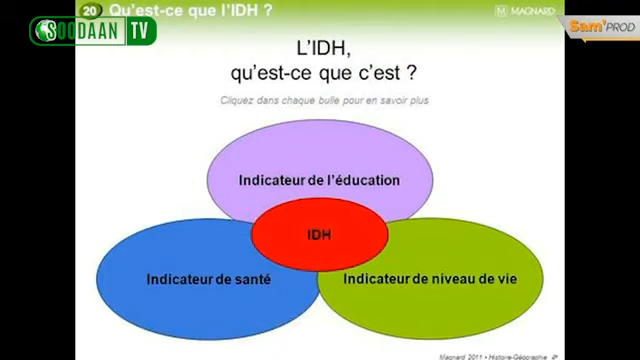 20 Qu'est-ce que l'IDH ?
MAGNARD
SOODAAN TV
Sam'PROD
L'IDH,
qu'est-ce que c'est ?
Cliquez dans chaque bulle pour en savoir plus
Indicateur de l'éducation
IDH
Indicateur de santé
Indicateur de niveau de vie
Magnard 2011 • Histoire-Géographie